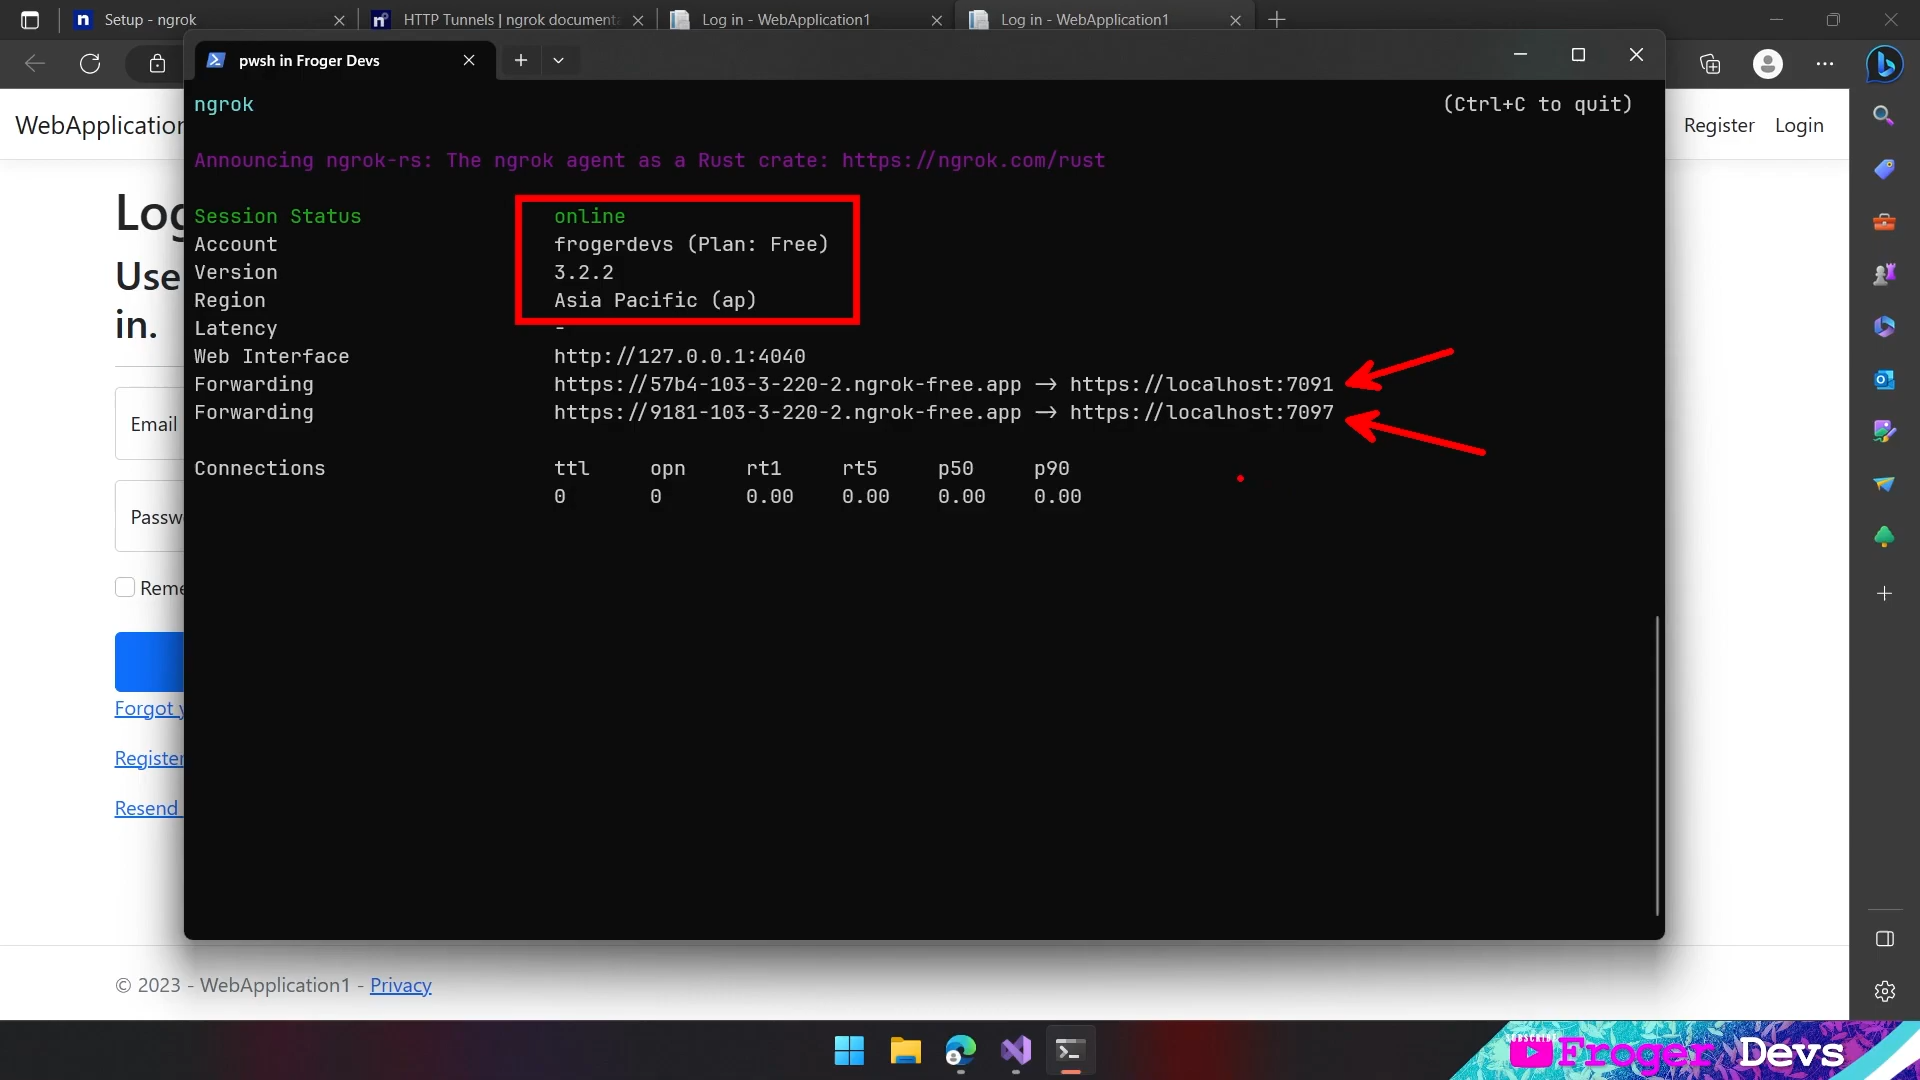 Setup - ngrok
HTTP Tunnels | ngrok documenta
Log in - WebApplication1
Log in - WebApplication1
pwsh in Froger Devs
WebApplication
Register
Login
ngrok
(Ctrl+C to quit)
Announcing ngrok-rs: The ngrok agent as a Rust crate: https://ngrok.com/rust
Session Status online
Account frogerdevs (Plan: Free)
Version 3.2.2
Region Asia Pacific (ap)
Latency -
Web Interface http://127.0.0.1:4040
Forwarding https://57b4-103-3-220-2.ngrok-free.app -> https://localhost:7091
Forwarding https://9181-103-3-220-2.ngrok-free.app -> https://localhost:7097
Connections ttl opn rt1 rt5 p50 p90
0 0 0.00 0.00 0.00 0.00
Log
Use
in.
Email
Passw
Reme
Forgot y
Register
Resend
© 2023 - WebApplication1 - Privacy
SUBSCRIBE
Froger Devs